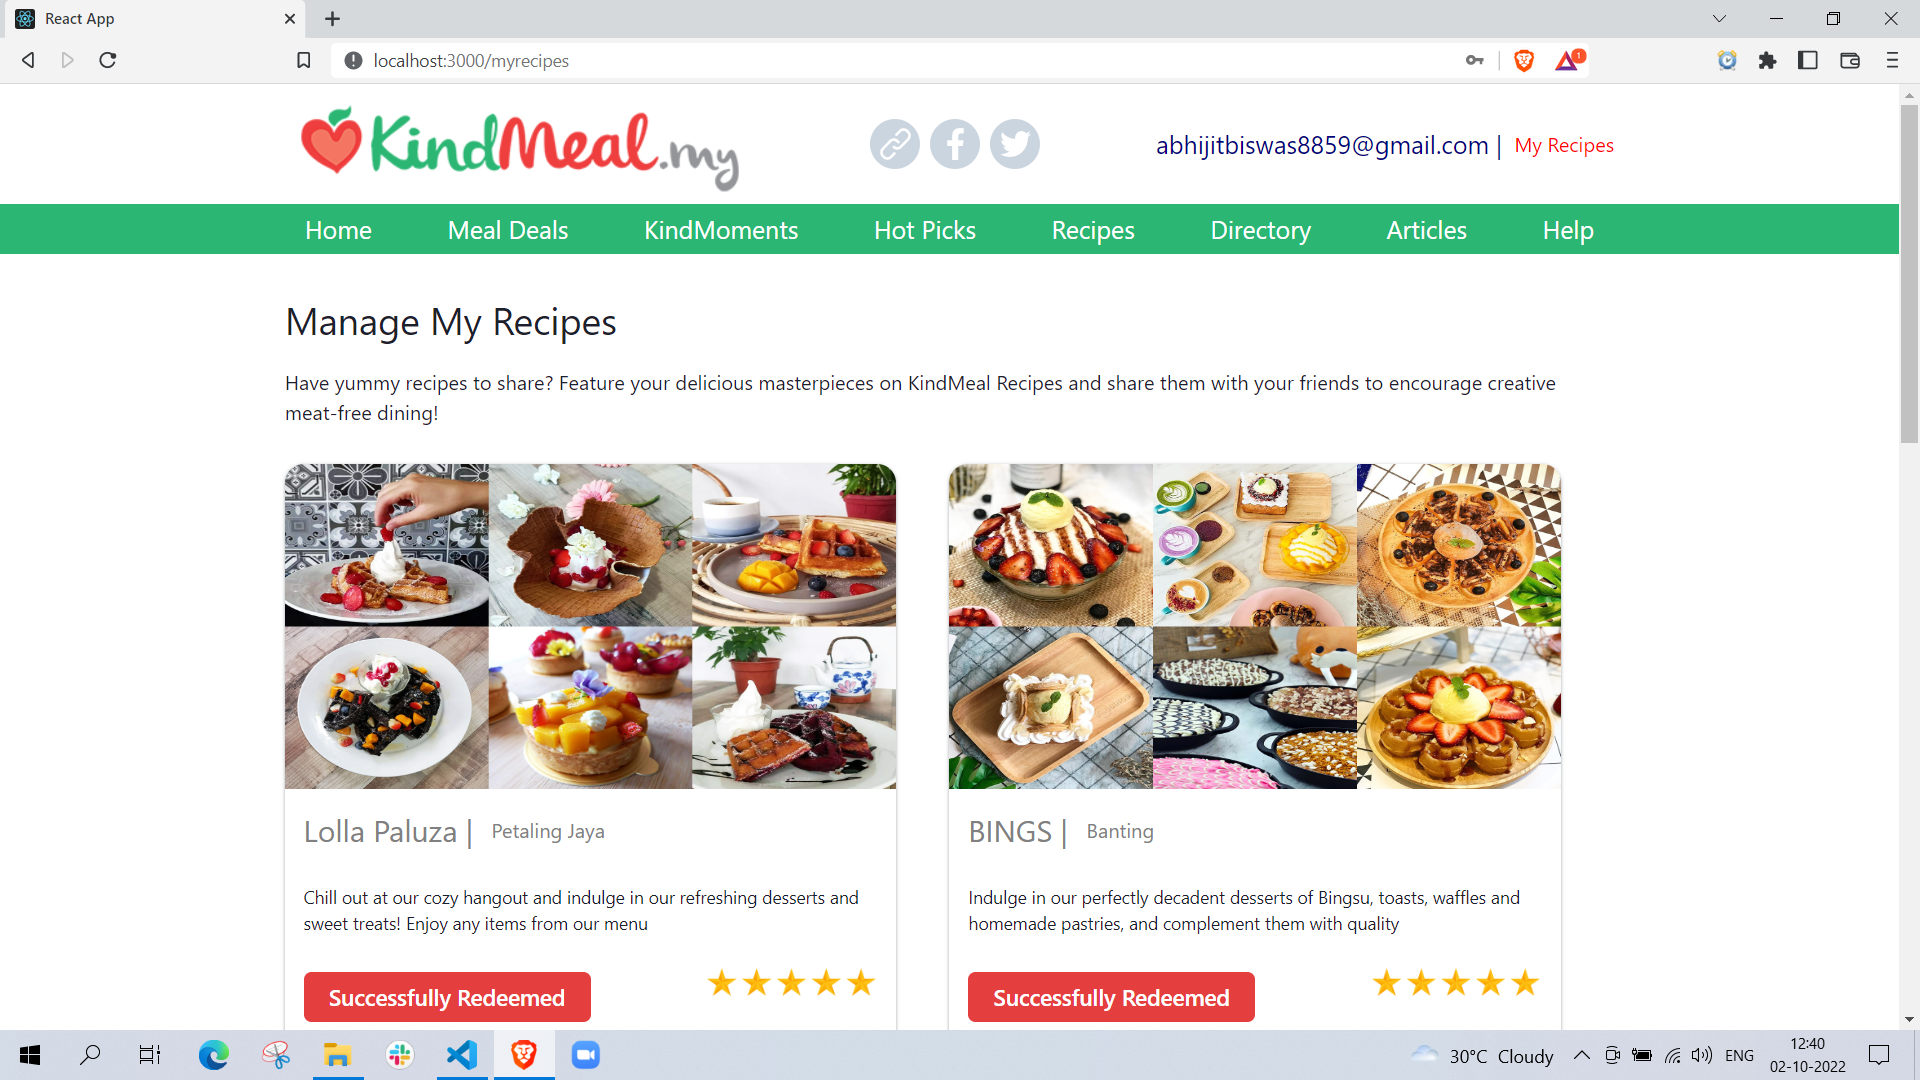 React App
localhost:3000/myrecipes
1
KindMeal.my
abhijitbiswas8859@gmail.com | My Recipes
Home Meal Deals KindMoments Hot Picks Recipes Directory Articles Help
Manage My Recipes
Have yummy recipes to share? Feature your delicious masterpieces on KindMeal Recipes and share them with your friends to encourage creative
meat-free dining!
Lolla Paluza | Petaling Jaya
Chill out at our cozy hangout and indulge in our refreshing desserts and
sweet treats! Enjoy any items from our menu
Successfully Redeemed
BINGS | Banting
Indulge in our perfectly decadent desserts of Bingsu, toasts, waffles and
homemade pastries, and complement them with quality
Successfully Redeemed
30°C Cloudy
ENG
12:40
02-10-2022